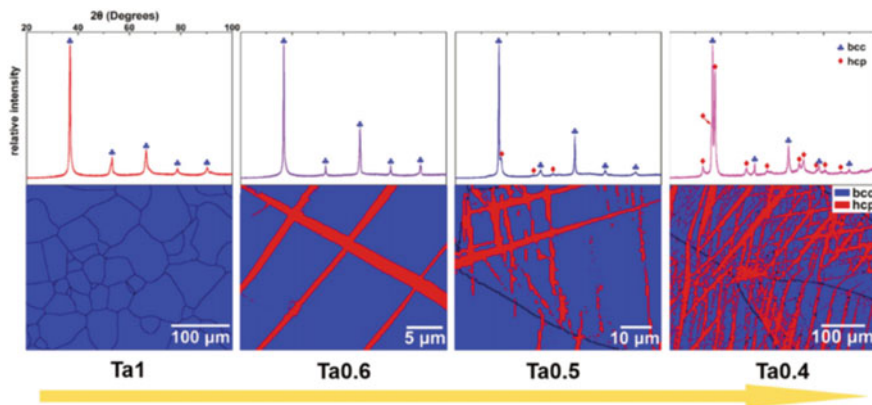 2θ (Degrees)
20 40 60 80 100
relative intensity
bcc
hcp
bcc
hcp
100 μm
5 μm
10 μm
100 μm
Ta1 Ta0.6 Ta0.5 Ta0.4